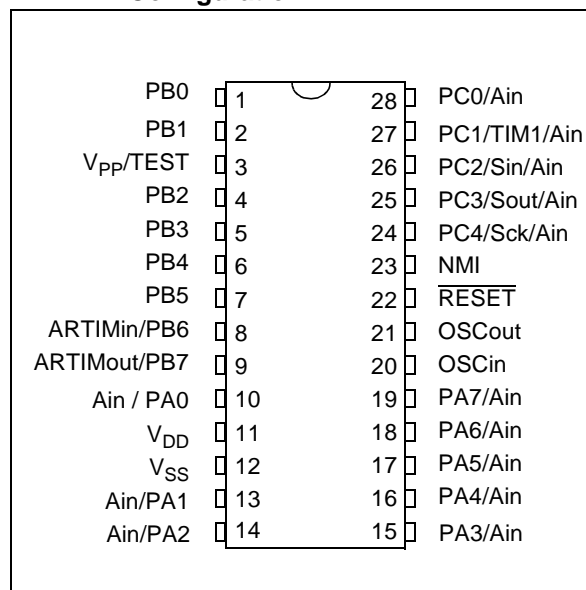 PB0 1 28 PC0/Ain
PB1 2 27 PC1/TIM1/Ain
VPP/TEST 3 26 PC2/Sin/Ain
PB2 4 25 PC3/Sout/Ain
PB3 5 24 PC4/Sck/Ain
PB4 6 23 NMI
PB5 7 22 RESET
ARTIMin/PB6 8 21 OSCout
ARTIMout/PB7 9 20 OSCin
Ain / PA0 10 19 PA7/Ain
VDD 11 18 PA6/Ain
VSS 12 17 PA5/Ain
Ain/PA1 13 16 PA4/Ain
Ain/PA2 14 15 PA3/Ain